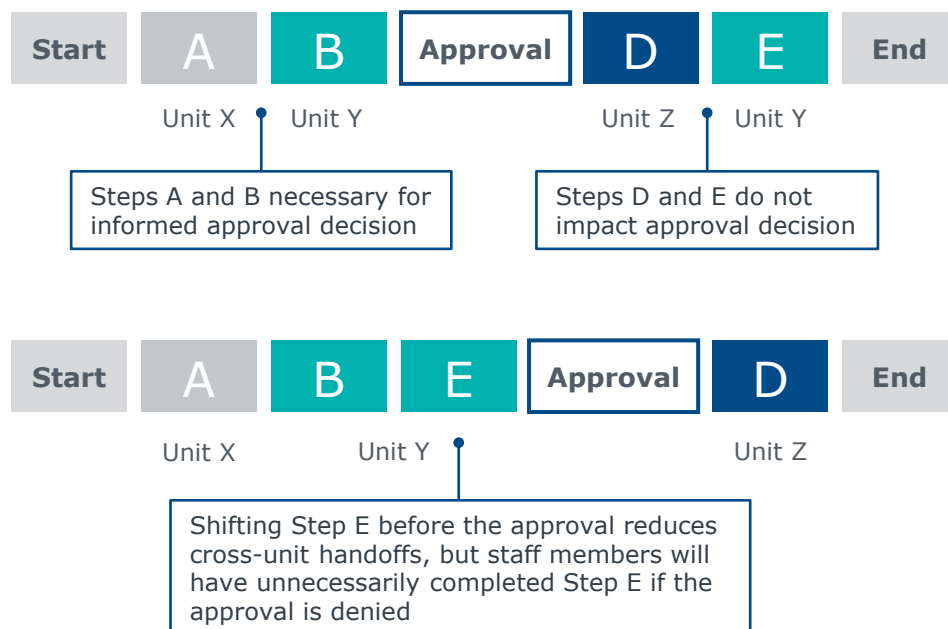 Start A B Approval D E End
Unit X Unit Y Unit Z Unit Y
Steps A and B necessary for
informed approval decision
Steps D and E do not
impact approval decision
Start A B E Approval D End
Unit X Unit Y Unit Z
Shifting Step E before the approval reduces
cross-unit handoffs, but staff members will
have unnecessarily completed Step E if the
approval is denied